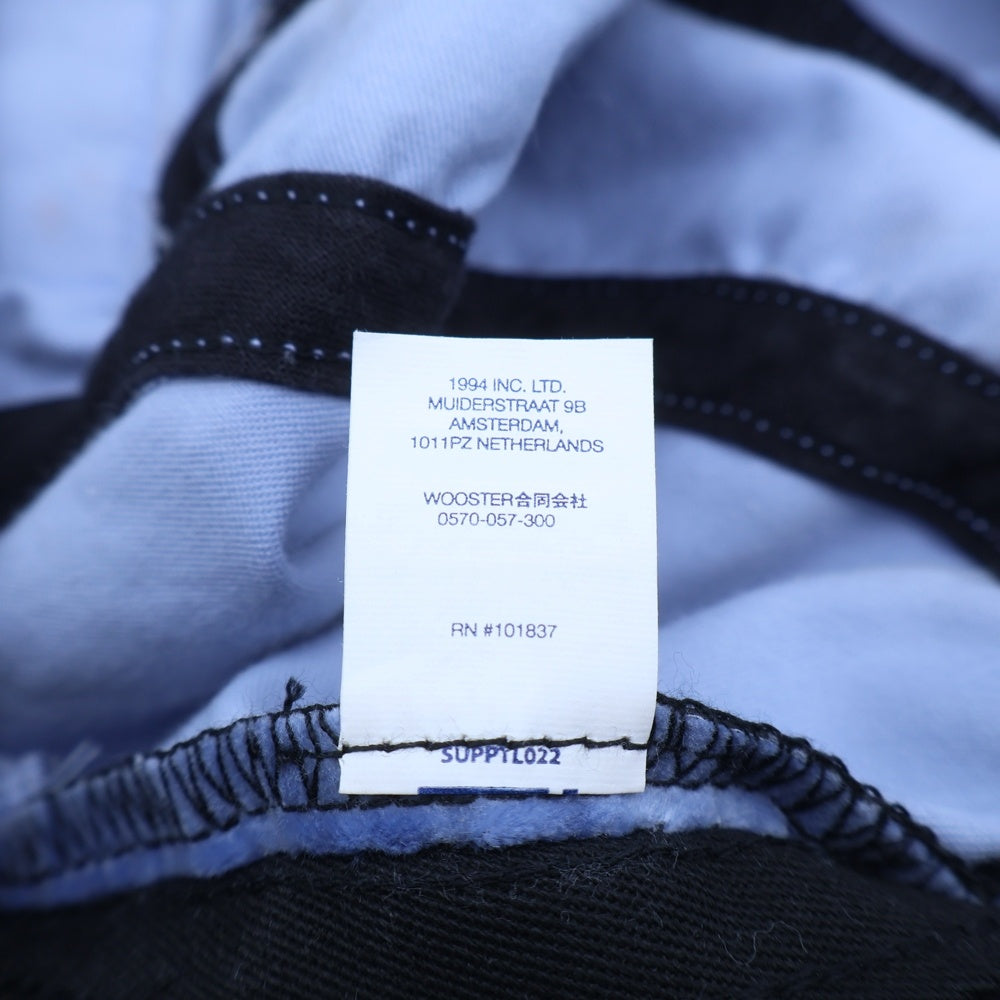 1994 INC. LTD.
MUIDERSTRAAT 9B
AMSTERDAM,
1011PZ NETHERLANDS
WOOSTER合同会社
0570-057-300
RN #101837
SUPPTL022